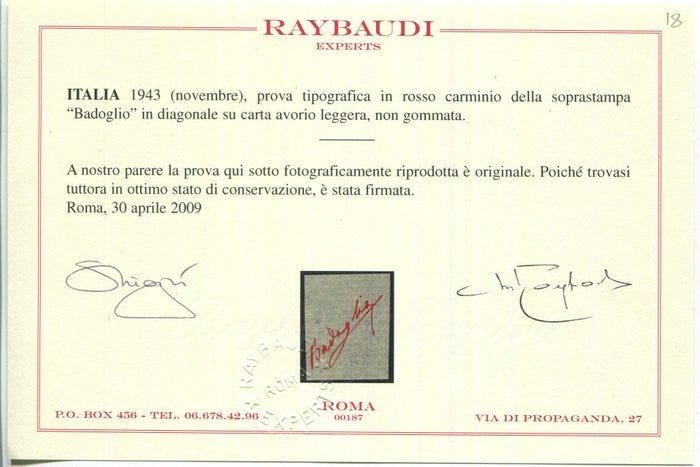 18
RAYBAUDI
EXPERTS
ITALIA 1943 (novembre), prova tipografica in rosso carminio della soprastampa
“Badoglio” in diagonale su carta avorio leggera, non gommata.
A nostro parere la prova qui sotto fotograficamente riprodotta è originale. Poiché trovasi
tuttora in ottimo stato di conservazione, è stata firmata.
Roma, 30 aprile 2009
Badoglio
RAYBAUDI
ROMA
EXPERTS
P.O. BOX 456 - TEL. 06.678.42.96
ROMA
00187
VIA DI PROPAGANDA, 27